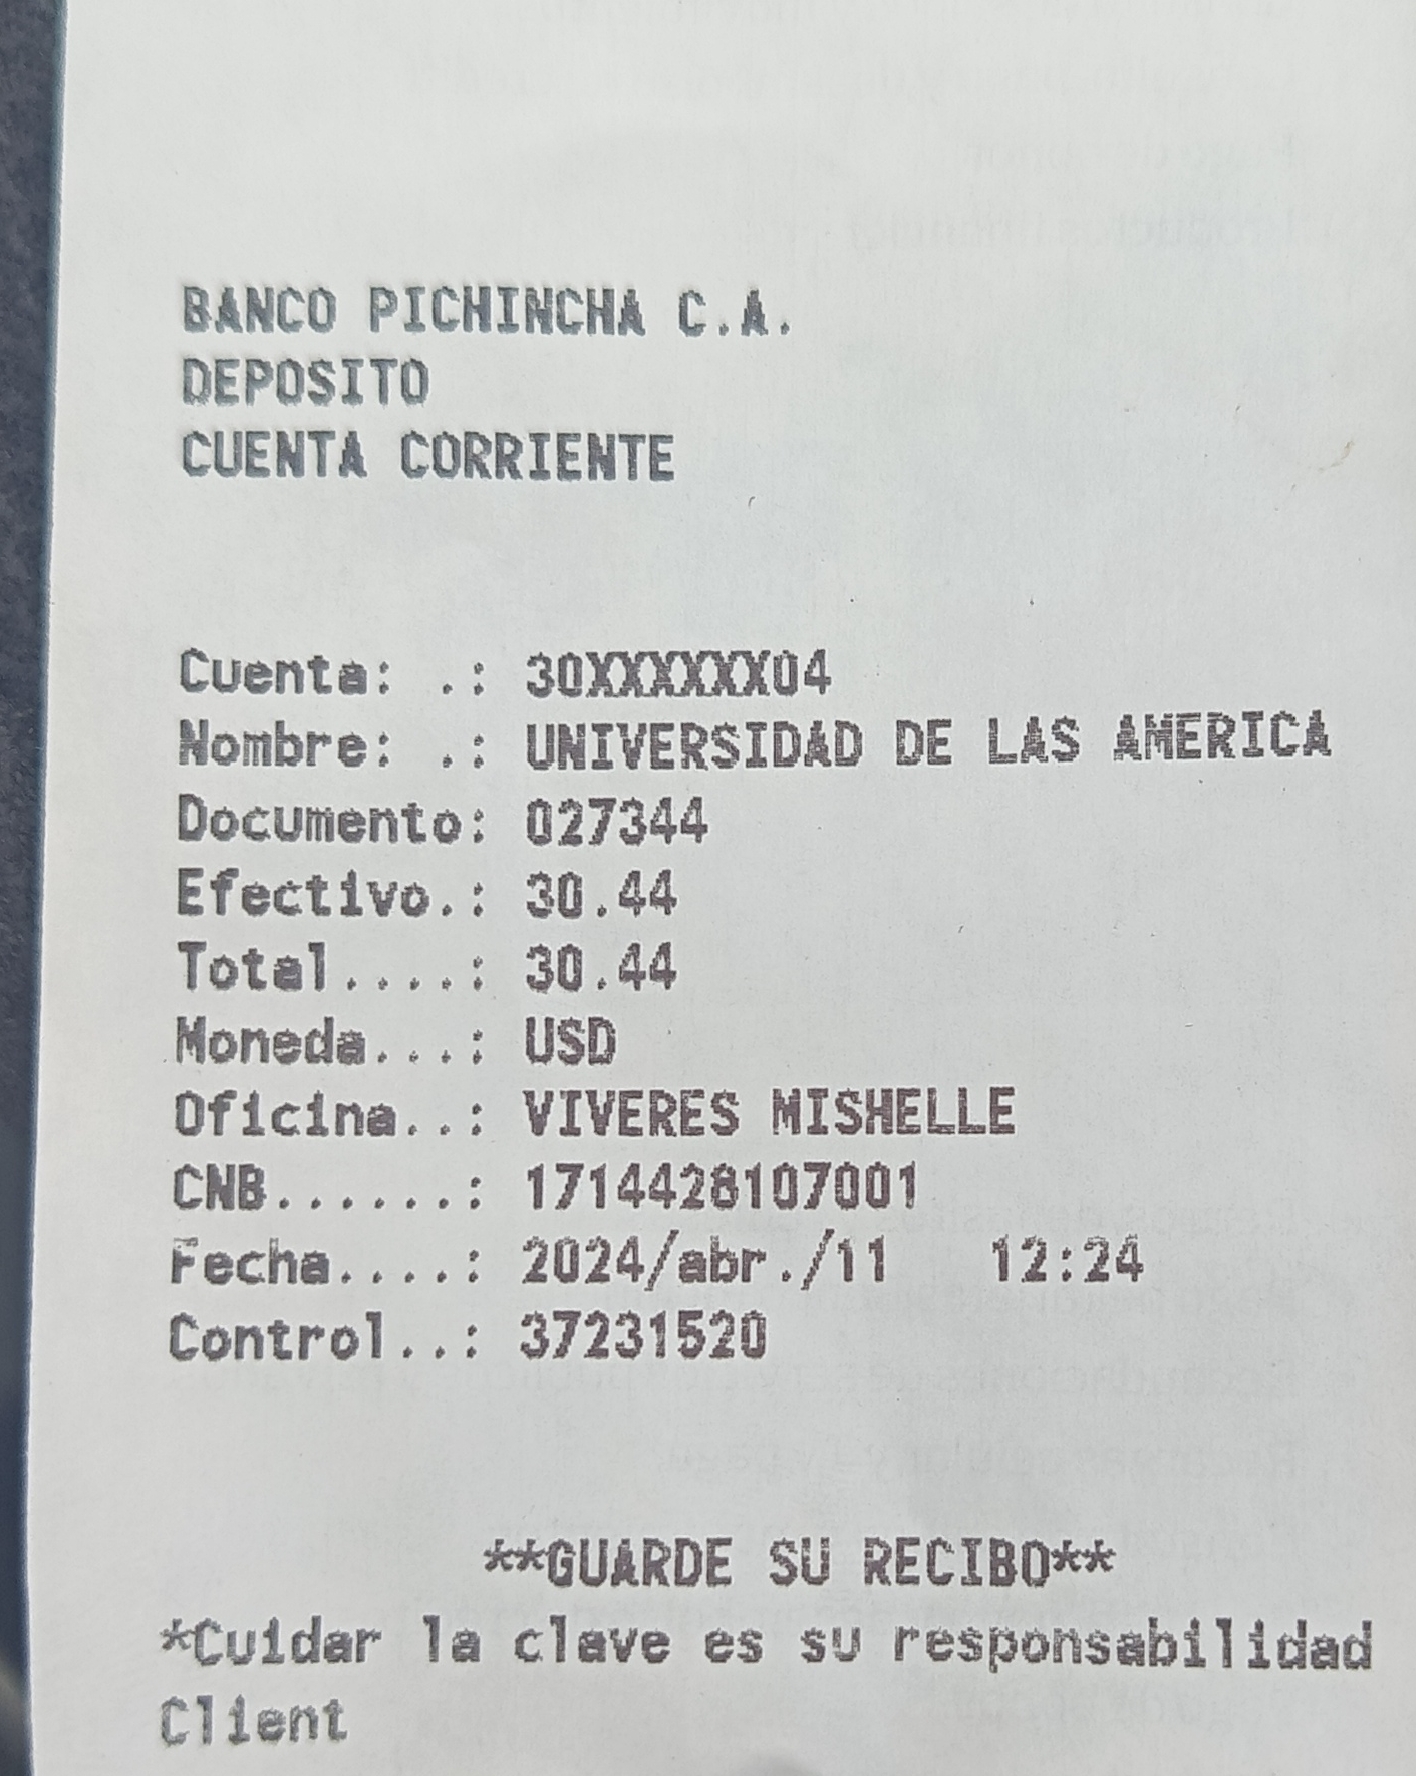 BANCO PICHINCHA C.A.
DEPOSITO
CUENTA CORRIENTE
Cuenta: .: 30XXXXXX04
Nombre: .: UNIVERSIDAD DE LAS AMERICA
Documento: 027344
Efectivo.: 30.44
Total....: 30.44
Moneda...: USD
Oficina..: VIVERES MISHELLE
CNB......: 1714428107001
Fecha....: 2024/abr./11 12:24
Control..: 37231520
**GUARDE SU RECIBO**
*Cuidar la clave es su responsabilidad
Client